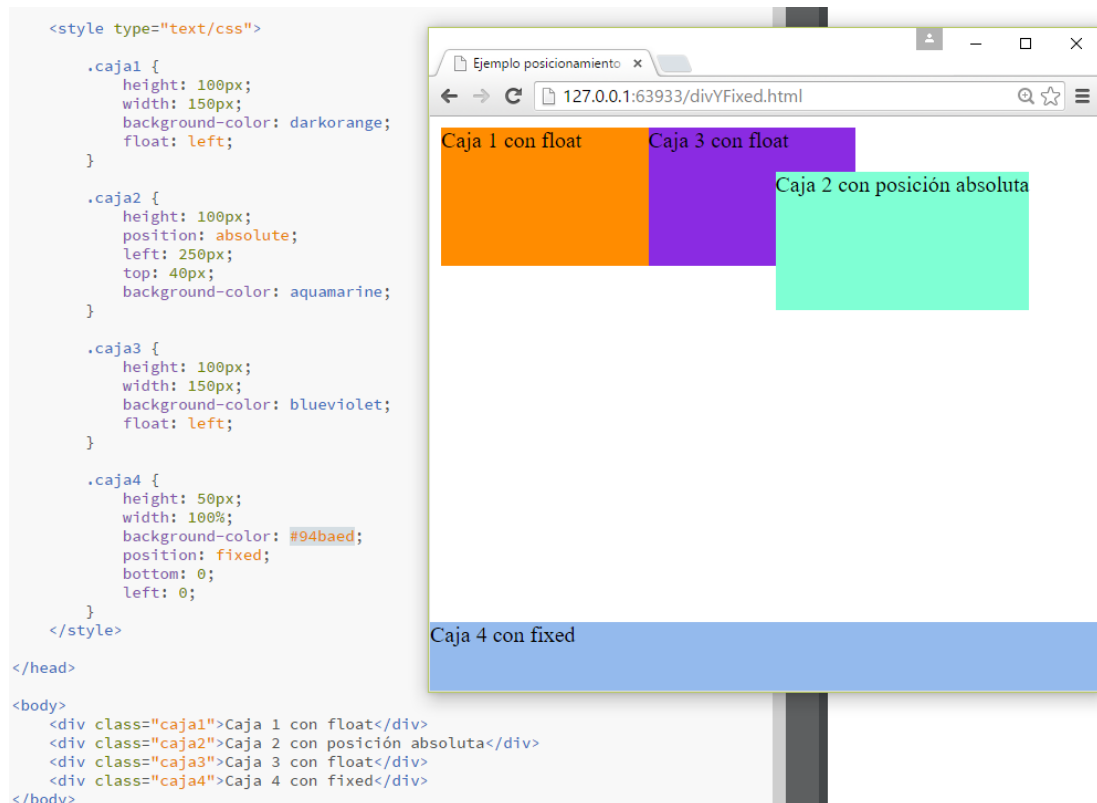 <style type="text/css">
.caja1 {
height: 100px;
width: 150px;
background-color: darkorange;
float: left;
}
.caja2 {
height: 100px;
position: absolute;
left: 250px;
top: 40px;
background-color: aquamarine;
}
.caja3 {
height: 100px;
width: 150px;
background-color: blueviolet;
float: left;
}
.caja4 {
height: 50px;
width: 100%;
background-color: #94baed;
position: fixed;
bottom: 0;
left: 0;
}
</style>
</head>
<body>
<div class="caja1">Caja 1 con float</div>
<div class="caja2">Caja 2 con posición absoluta</div>
<div class="caja3">Caja 3 con float</div>
<div class="caja4">Caja 4 con fixed</div>
</body>
Ejemplo posicionamiento
127.0.0.1:63933/divYFixed.html
Caja 1 con float
Caja 3 con float
Caja 2 con posición absoluta
Caja 4 con fixed